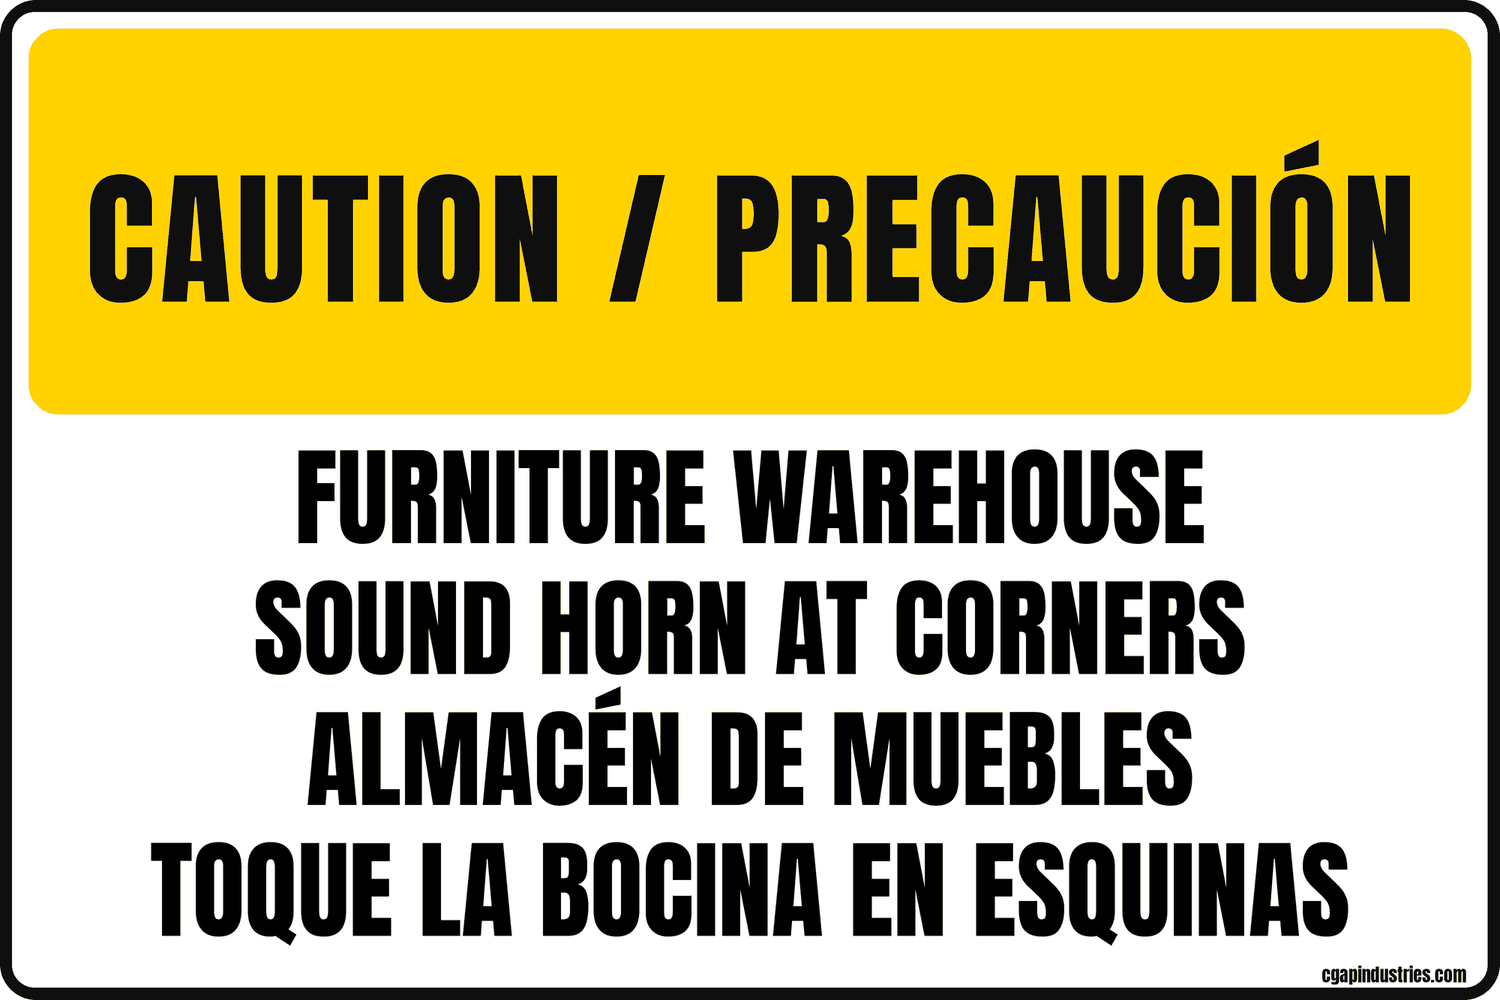 CAUTION / PRECAUCIÓN
FURNITURE WAREHOUSE
SOUND HORN AT CORNERS
ALMACÉN DE MUEBLES
TOQUE LA BOCINA EN ESQUINAS
cgapindustries.com